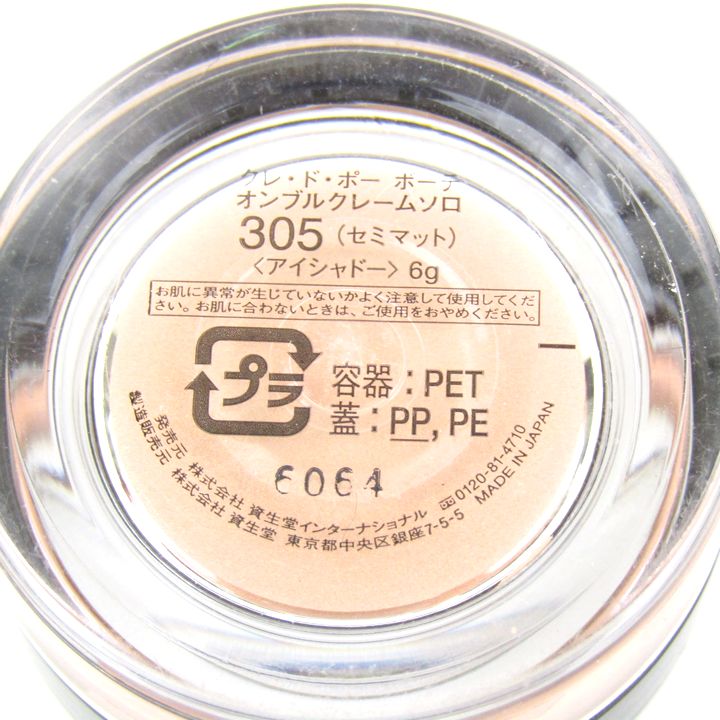 クレ・ド・ポー ボーテ
オンブルクレームソロ
305 (セミマット)
〈アイシャドー〉 6g
お肌に異常が生じていないかよく注意して使用してくだ
さい。お肌に合わないときは、ご使用をおやめください。
プラ
容器 : PET
蓋 : PP, PE
6064
発売元 株式会社 資生堂インターナショナル 0120-81-4710
製造販売元 株式会社 資生堂 東京都中央区銀座7-5-5 MADE IN JAPAN